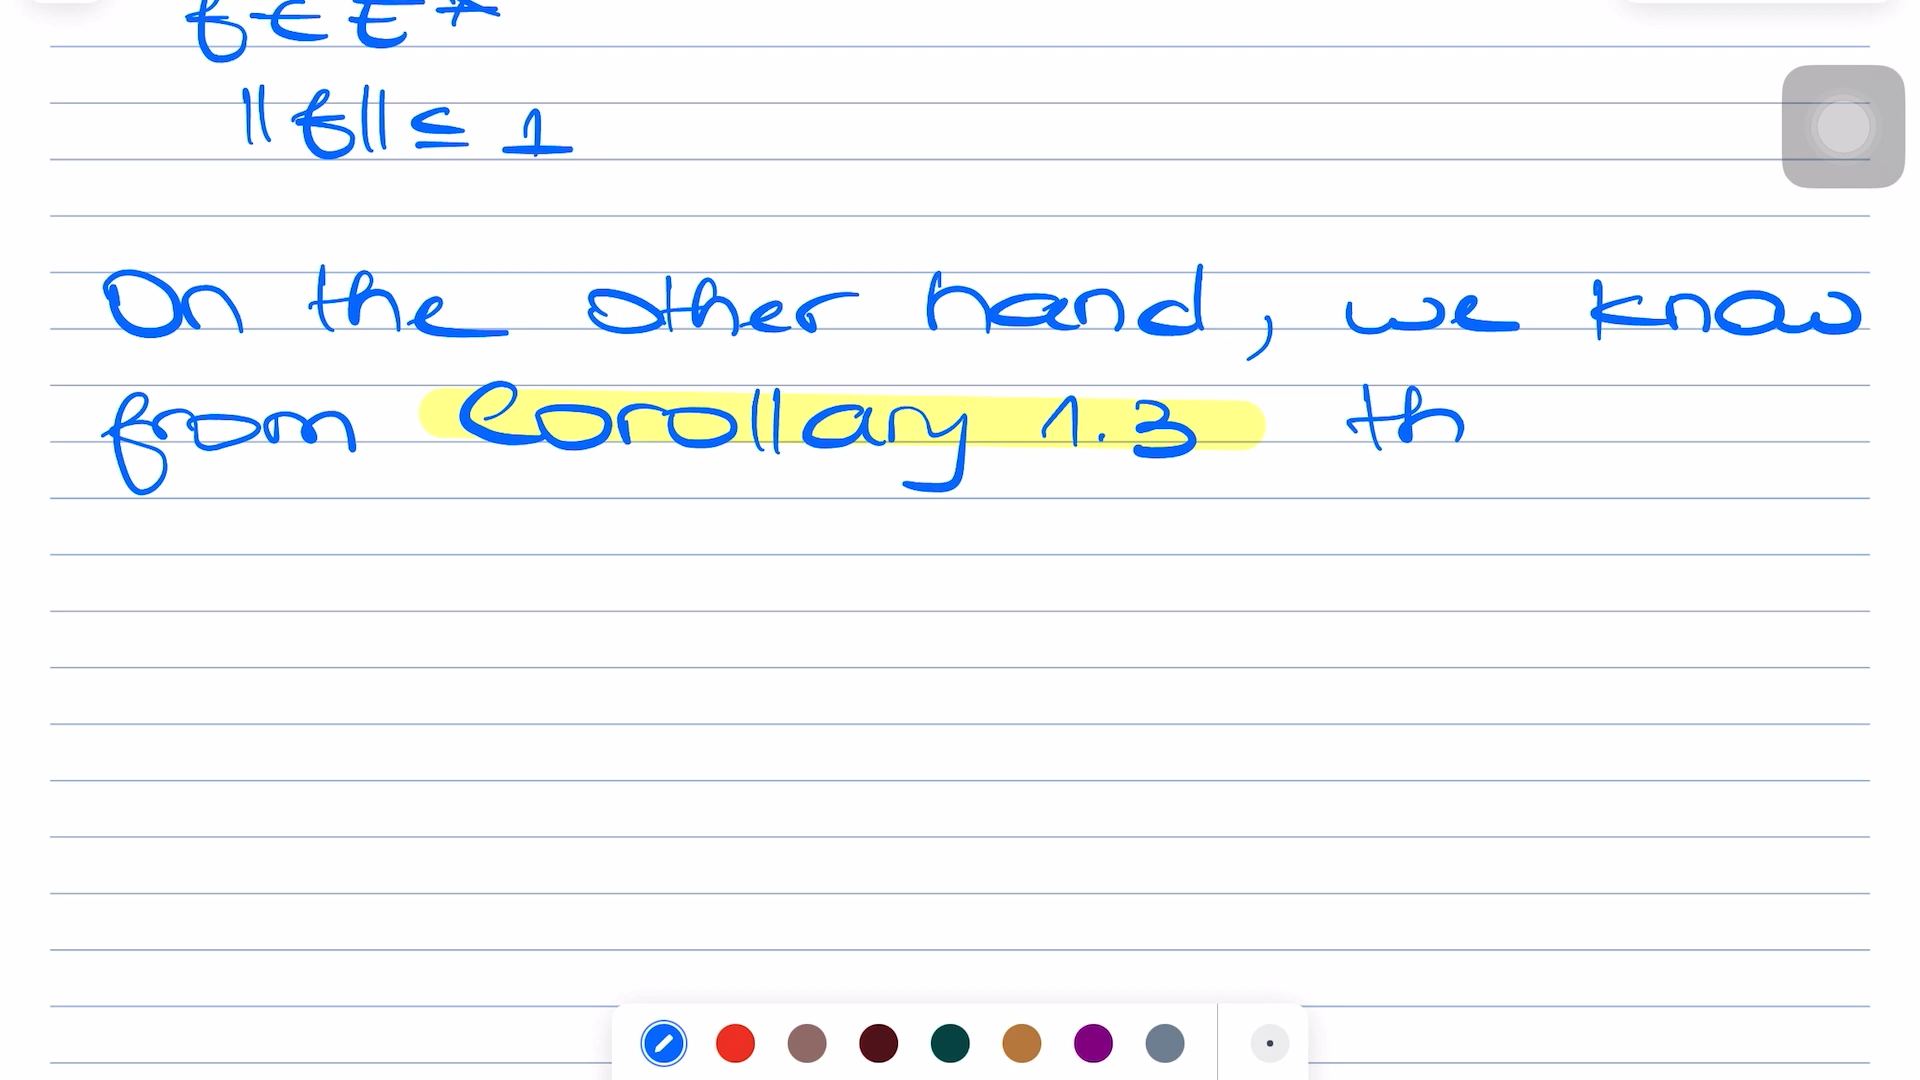 f ∈ E*
||f|| ≤ 1
On the other hand, we know
from Corollary 1.3 th